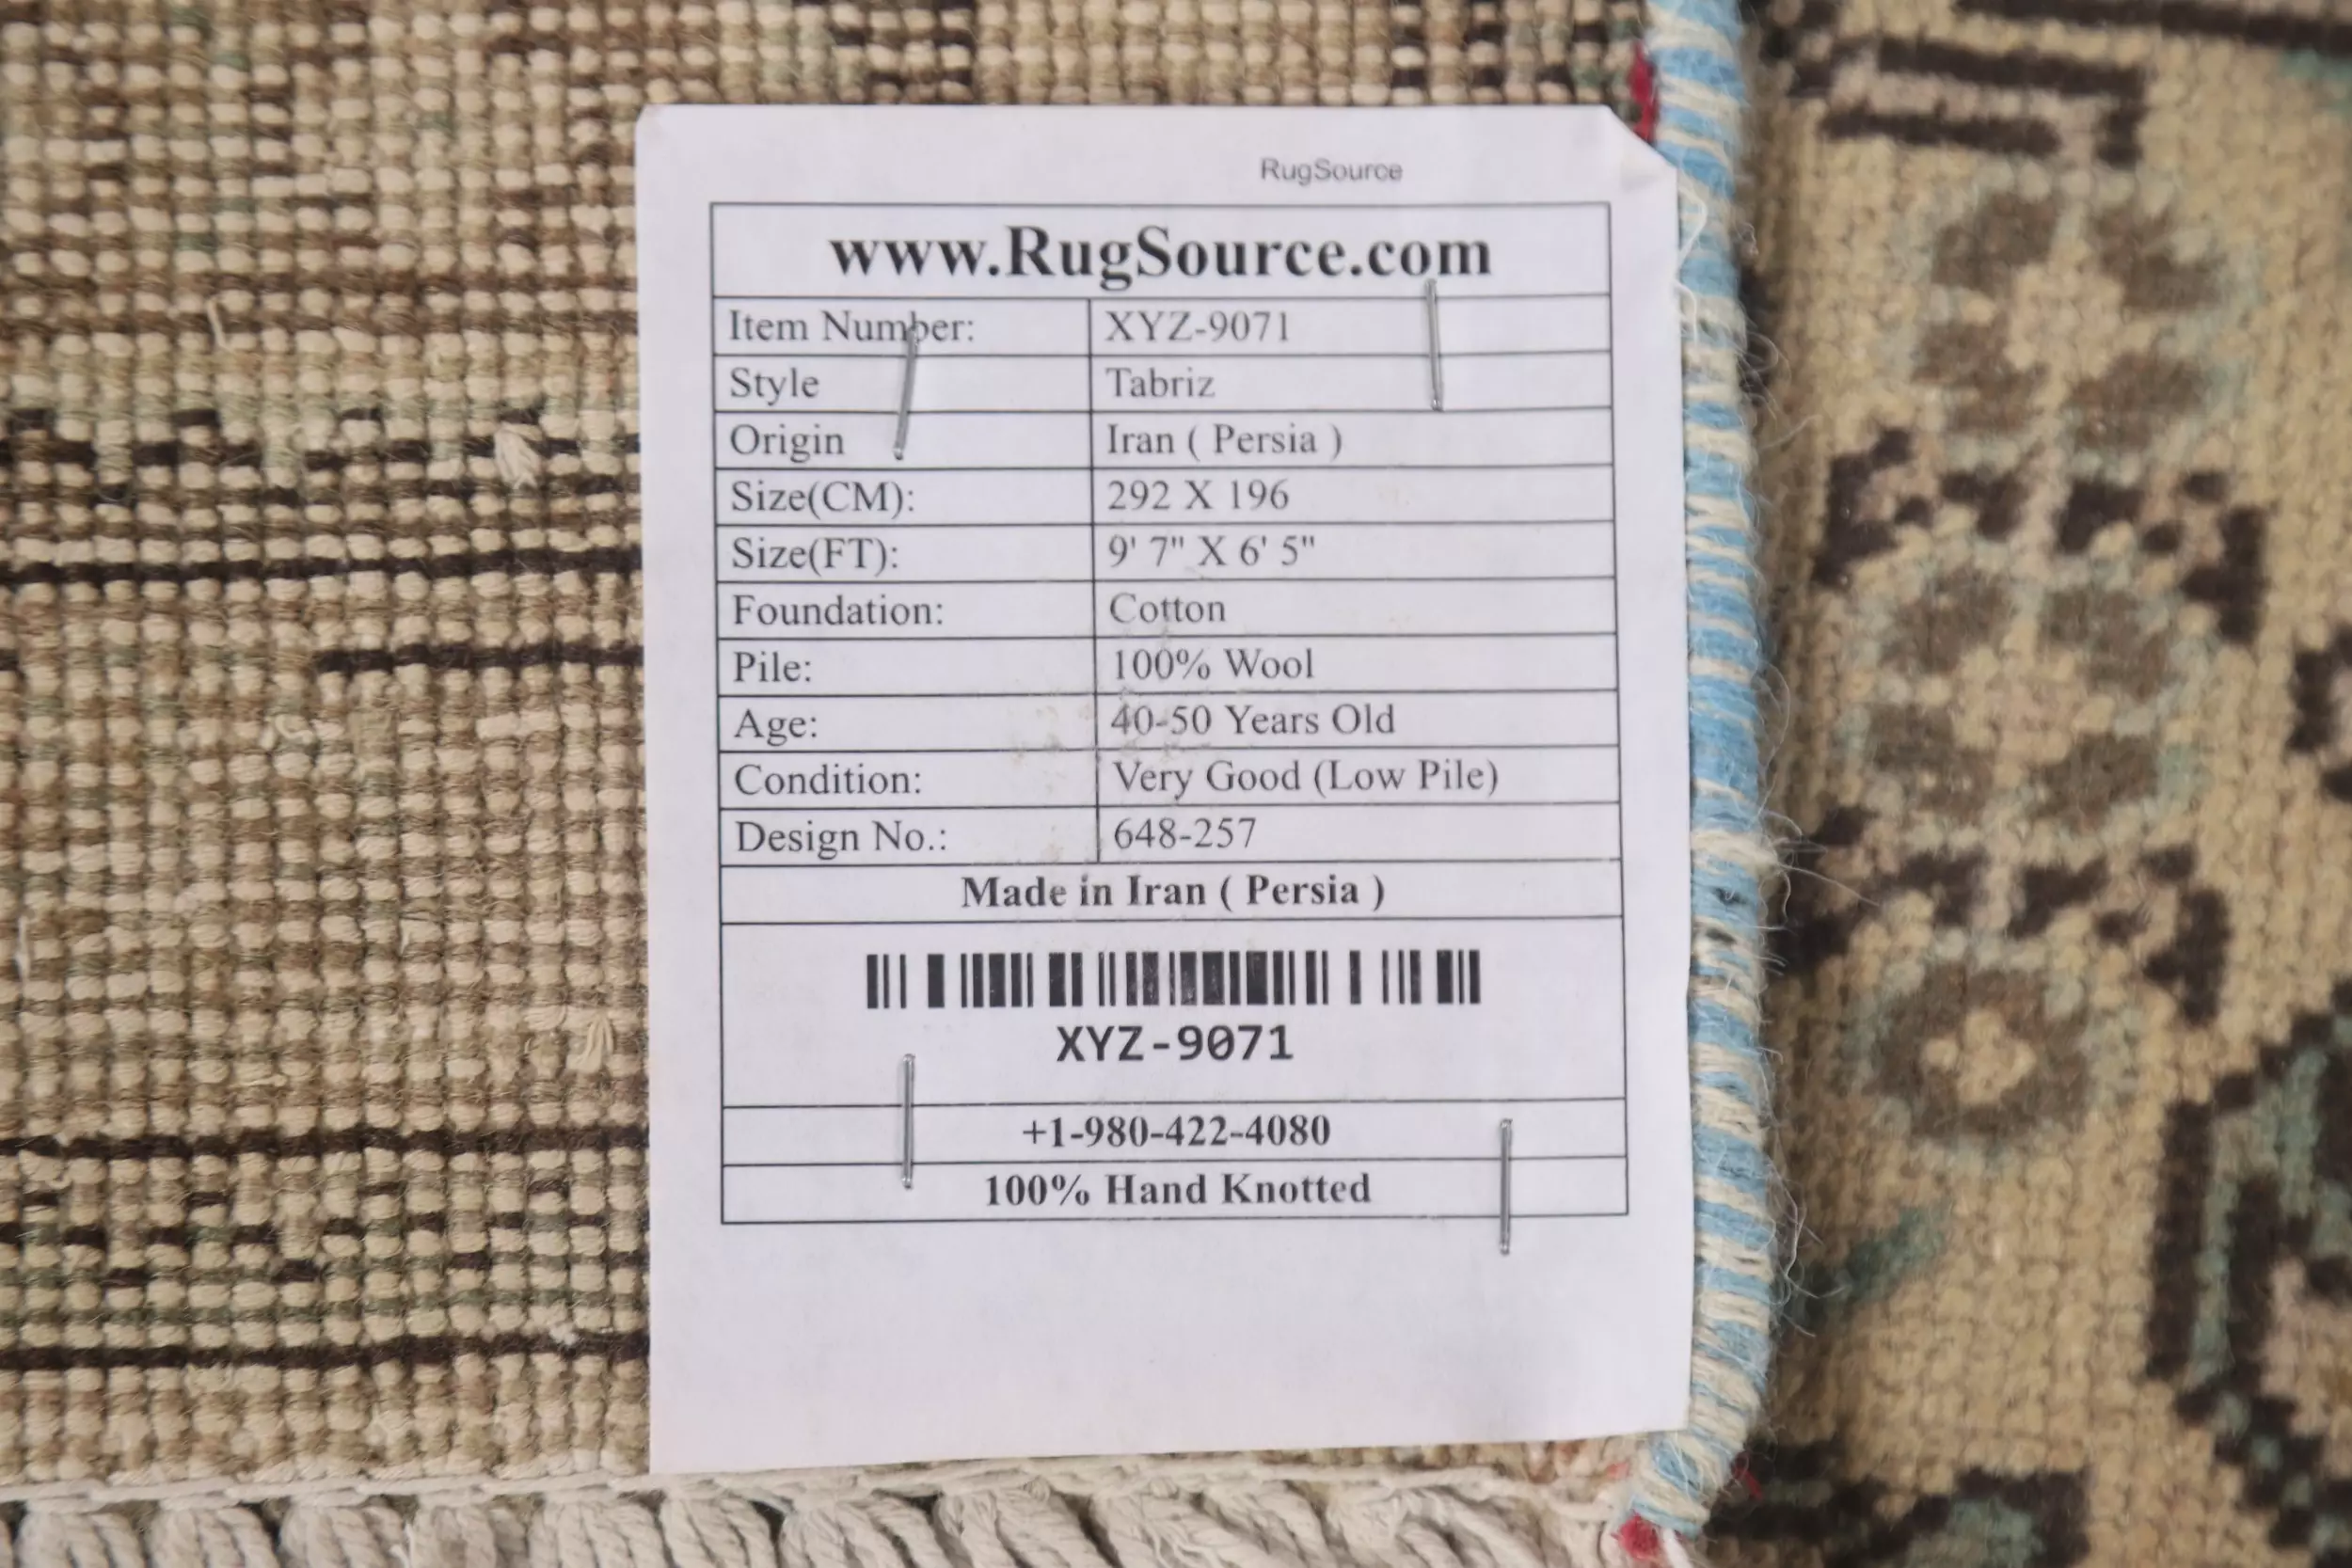 RugSource
www.RugSource.com
Item Number: XYZ-9071
Style Tabriz
Origin Iran ( Persia )
Size(CM): 292 X 196
Size(FT): 9' 7" X 6' 5"
Foundation: Cotton
Pile: 100% Wool
Age: 40-50 Years Old
Condition: Very Good (Low Pile)
Design No.: 648-257
Made in Iran ( Persia )
XYZ-9071
+1-980-422-4080
100% Hand Knotted